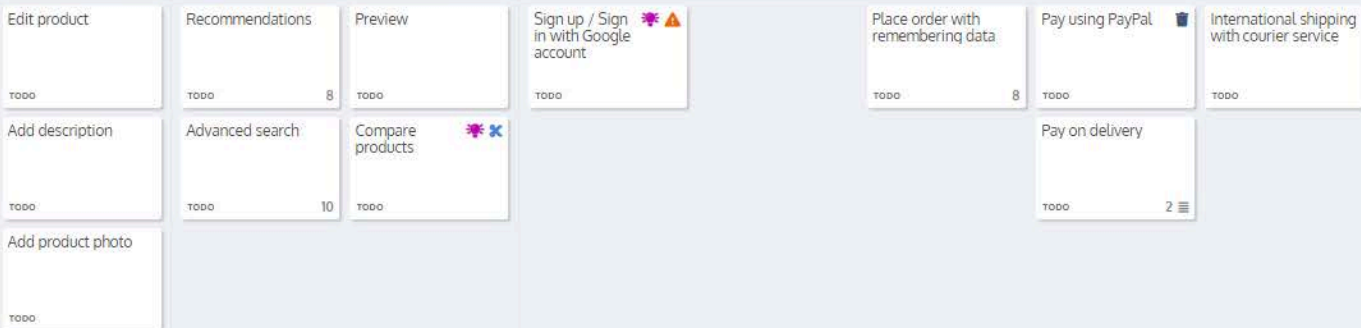 Edit product
TODO
Recommendations
TODO 8
Preview
TODO
Sign up / Sign
in with Google
account
TODO
Place order with
remembering data
TODO 8
Pay using PayPal
TODO
International shipping
with courier service
TODO
Add description
TODO
Advanced search
TODO 10
Compare
products
TODO
Pay on delivery
TODO 2
Add product photo
TODO